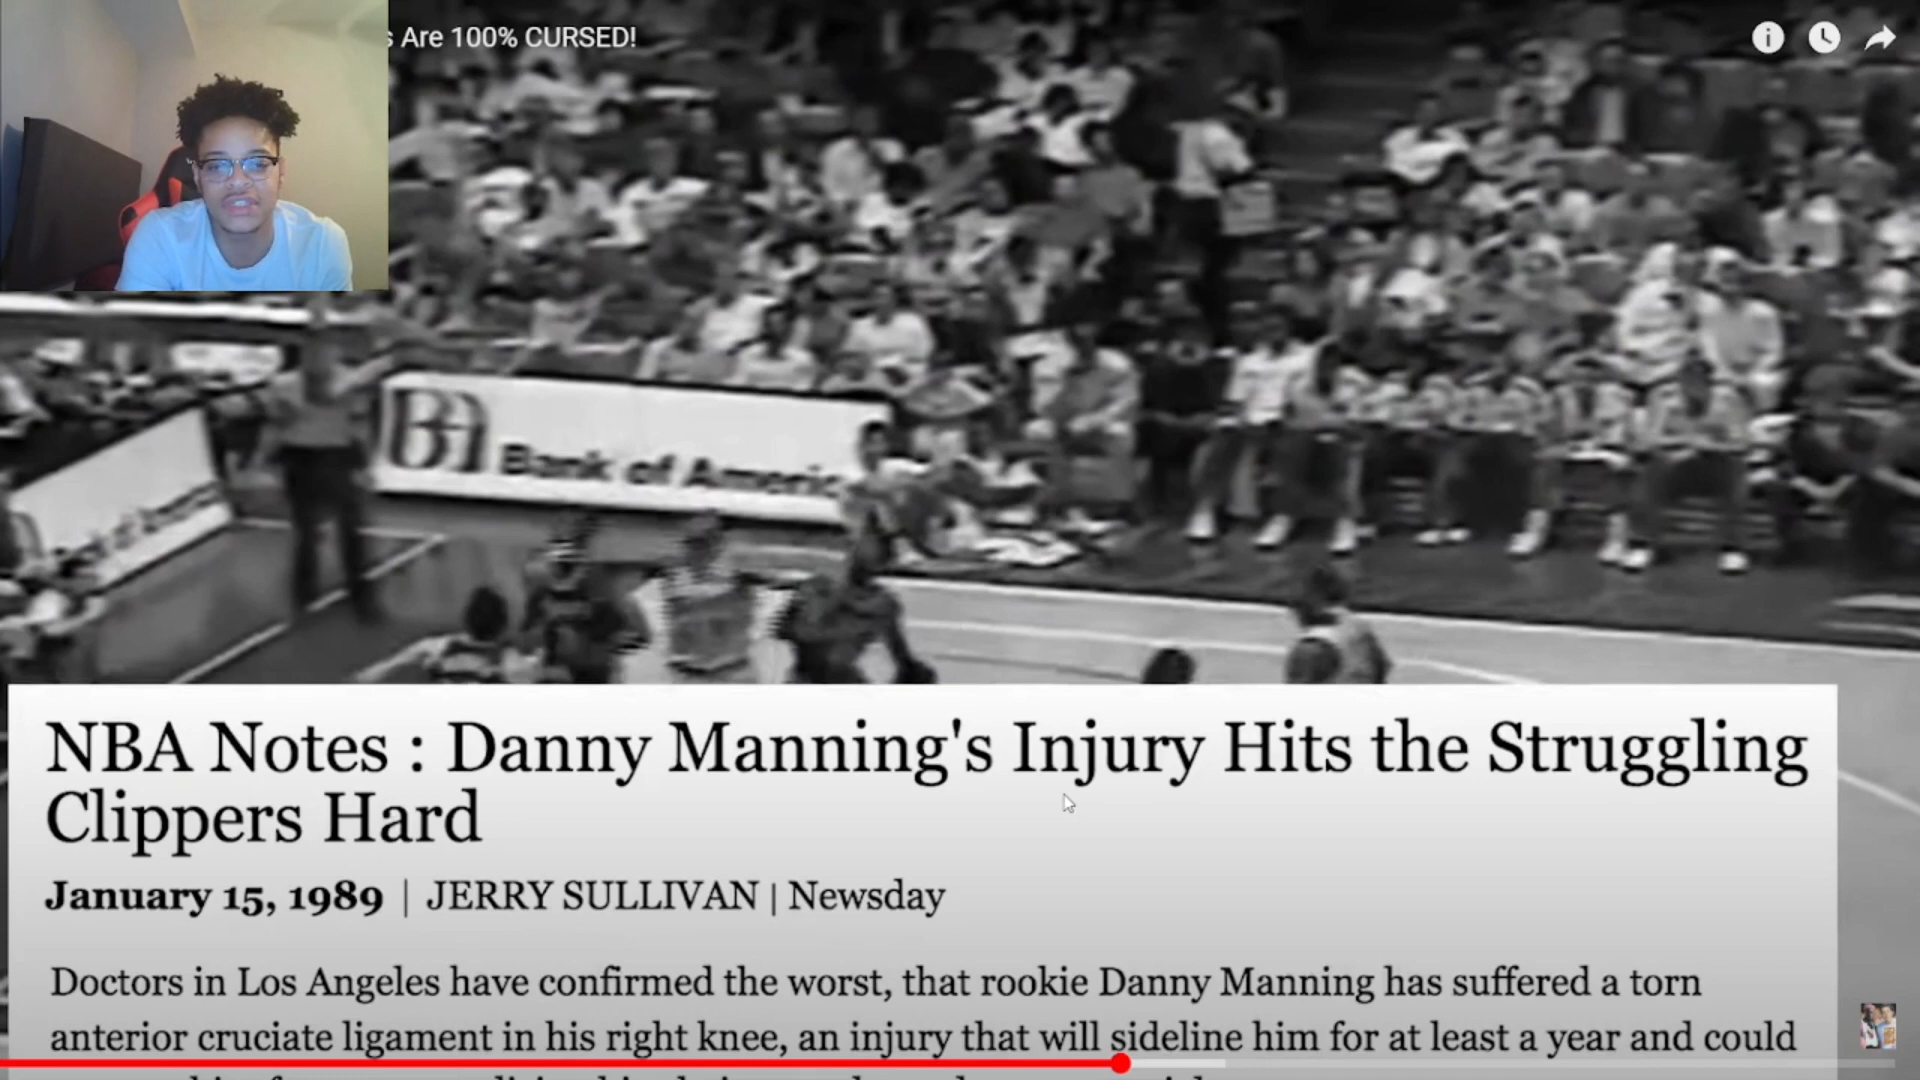 Are 100% CURSED!
BA Bank of America
NBA Notes : Danny Manning's Injury Hits the Struggling
Clippers Hard
January 15, 1989 | JERRY SULLIVAN | Newsday
Doctors in Los Angeles have confirmed the worst, that rookie Danny Manning has suffered a torn
anterior cruciate ligament in his right knee, an injury that will sideline him for at least a year and could